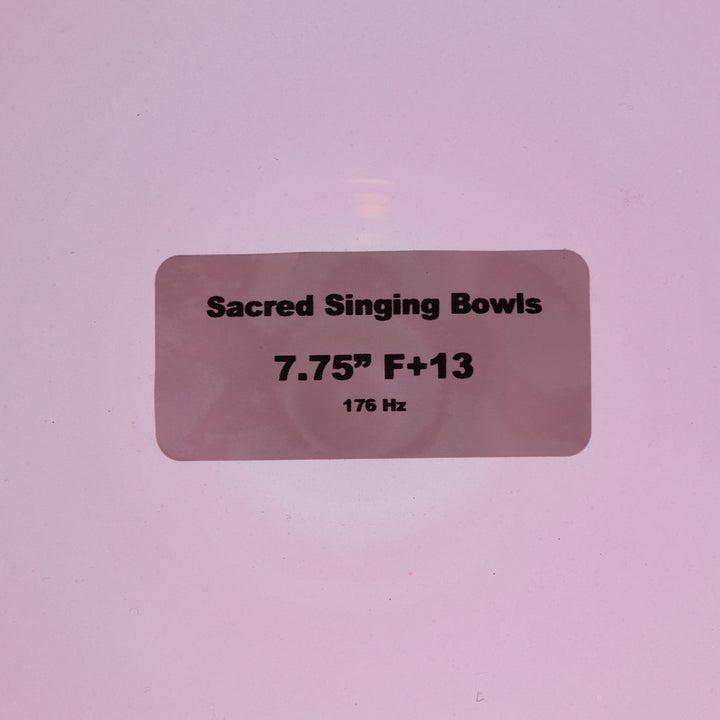 Sacred Singing Bowls
7.75” F+13
176 Hz